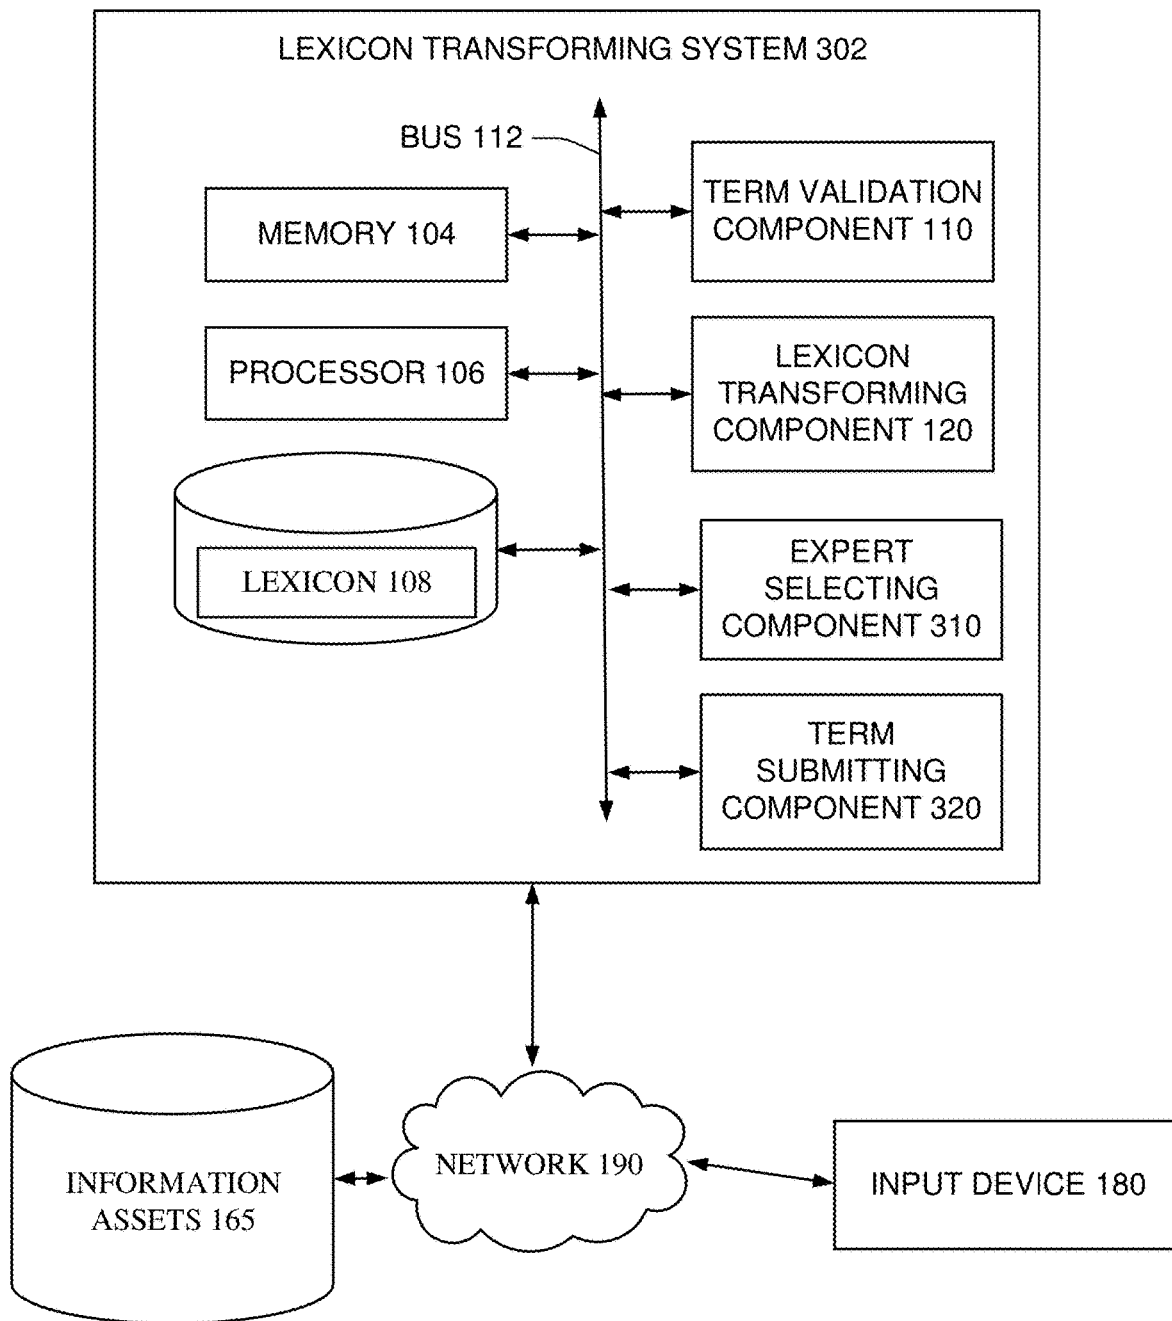 LEXICON TRANSFORMING SYSTEM 302
BUS 112
MEMORY 104
PROCESSOR 106
LEXICON 108
TERM VALIDATION
COMPONENT 110
LEXICON
TRANSFORMING
COMPONENT 120
EXPERT
SELECTING
COMPONENT 310
TERM
SUBMITTING
COMPONENT 320
INFORMATION
ASSETS 165
NETWORK 190
INPUT DEVICE 180